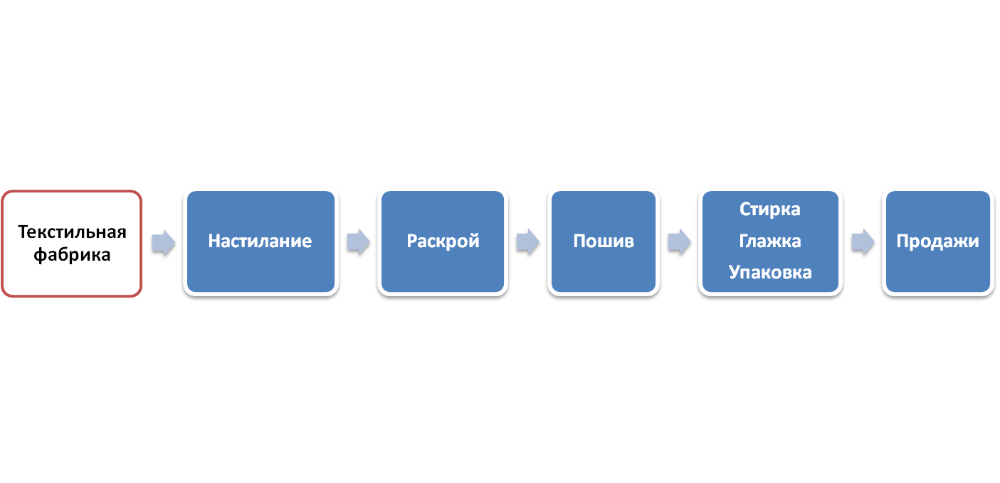 Текстильная
фабрика
Настилание
Раскрой
Пошив
Стирка
Глажка
Упаковка
Продажи